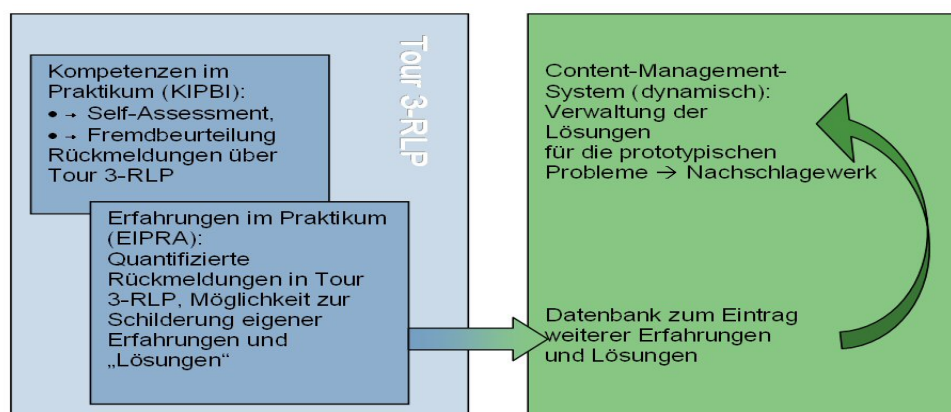 Tour 3-RLP
Kompetenzen im
Praktikum (KIPBI):
● → Self-Assessment,
● → Fremdbeurteilung
Rückmeldungen über
Tour 3-RLP
Erfahrungen im Praktikum
(EIPRA):
Quantifizierte
Rückmeldungen in Tour
3-RLP, Möglichkeit zur
Schilderung eigener
Erfahrungen und
„Lösungen“
Content-Management-
System (dynamisch):
Verwaltung der
Lösungen
für die prototypischen
Probleme → Nachschlagewerk
Datenbank zum Eintrag
weiterer Erfahrungen
und Lösungen